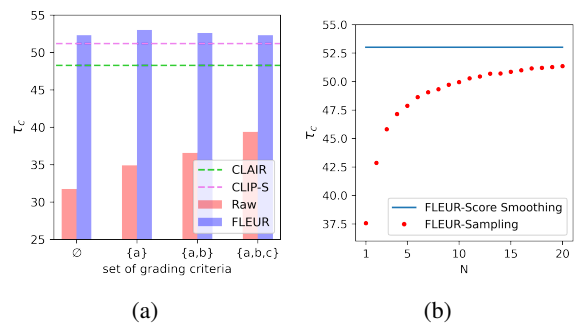 55
50
45
40
35
30
25
τc
∅
{a}
{a,b}
{a,b,c}
set of grading criteria
CLAIR
CLIP-S
Raw
FLEUR
(a)
55.0
52.5
50.0
47.5
45.0
42.5
40.0
37.5
τc
1
5
10
15
20
N
FLEUR-Score Smoothing
FLEUR-Sampling
(b)